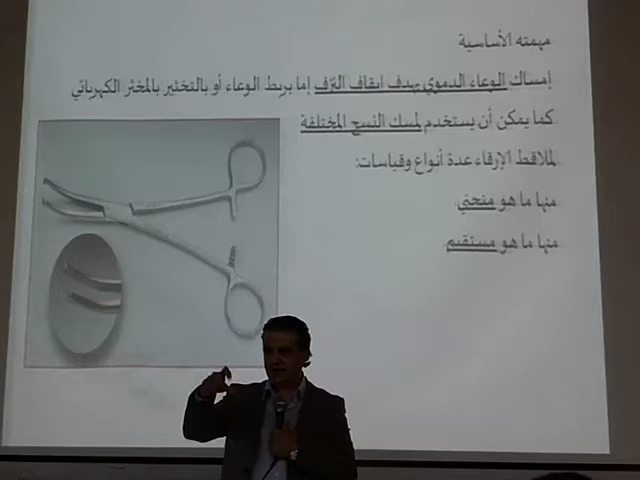 مهمته الأساسية
إمساك الوعاء الدموي بهدف ايقاف النزف إما بربط الوعاء أو بالتخثير بالمخثر الكهربائي
كما يمكن أن يستخدم لمسك النسج المختلفة
لملاقط الإرقاء عدة أنواع وقياسات:
منها ما هو منحني
منها ما هو مستقيم